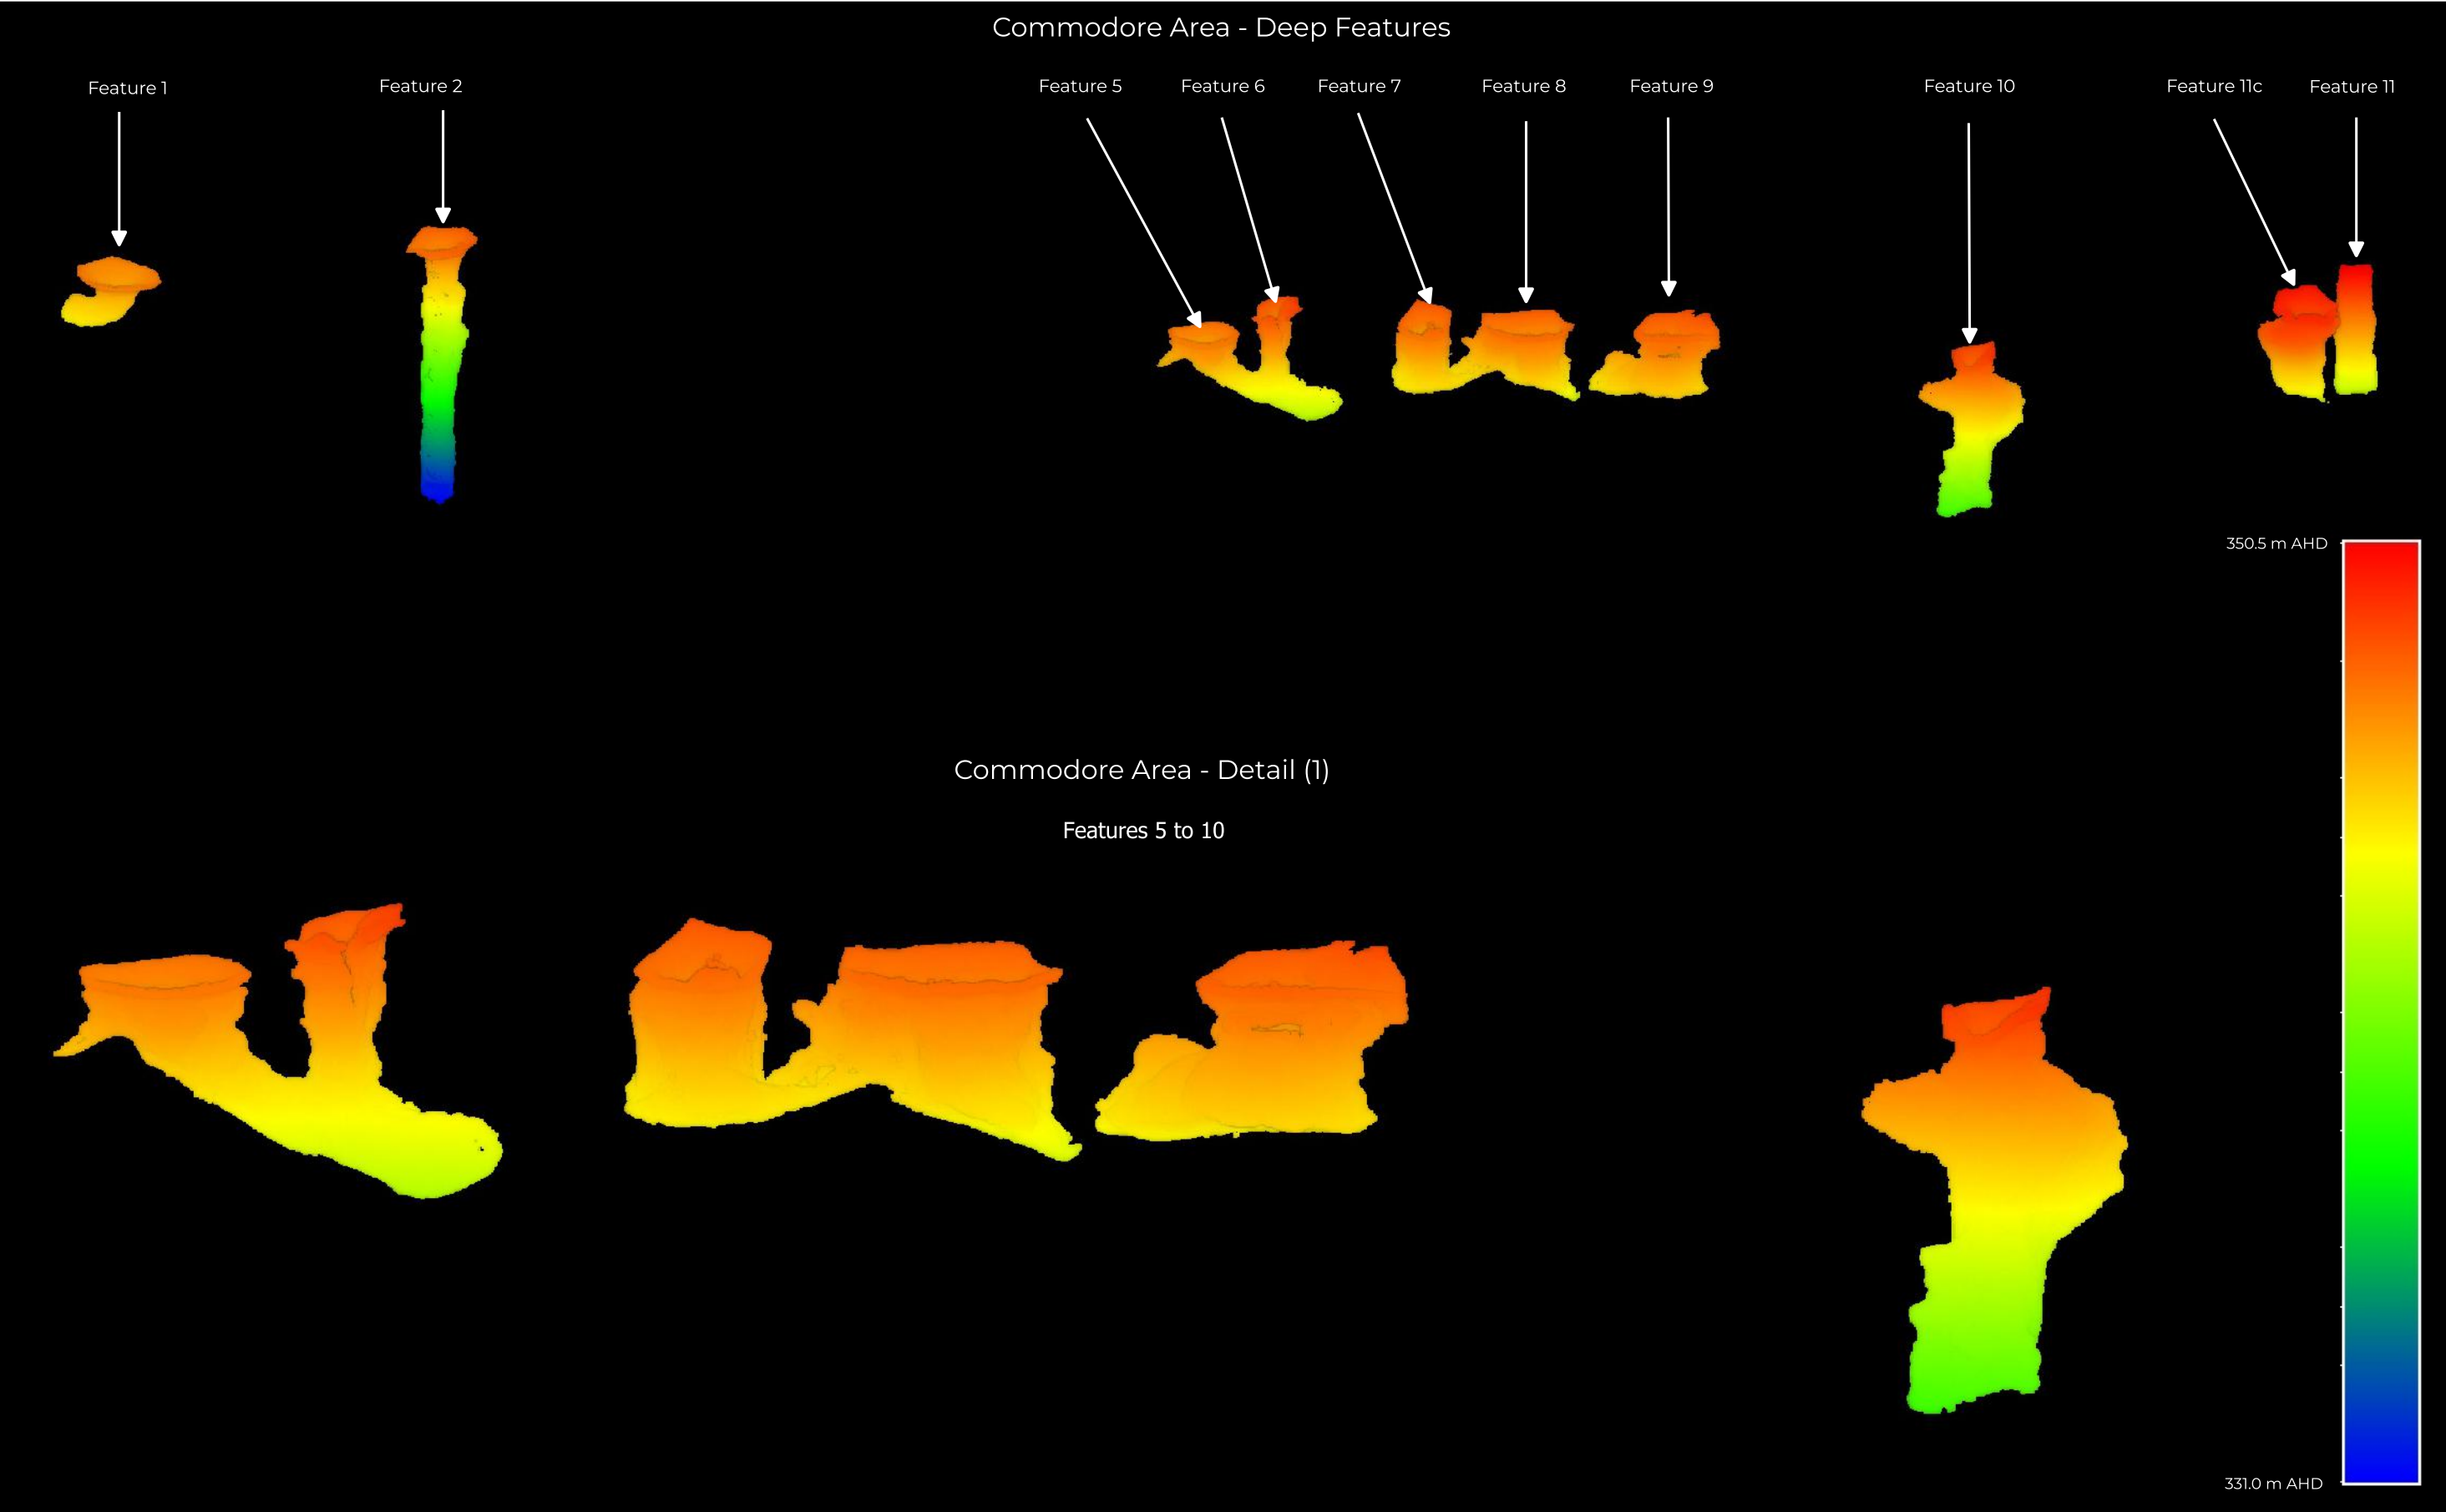 Commodore Area - Deep Features
Feature 1
Feature 2
Feature 5
Feature 6
Feature 7
Feature 8
Feature 9
Feature 10
Feature 11c
Feature 11
350.5 m AHD
Commodore Area - Detail (1)
Features 5 to 10
331.0 m AHD